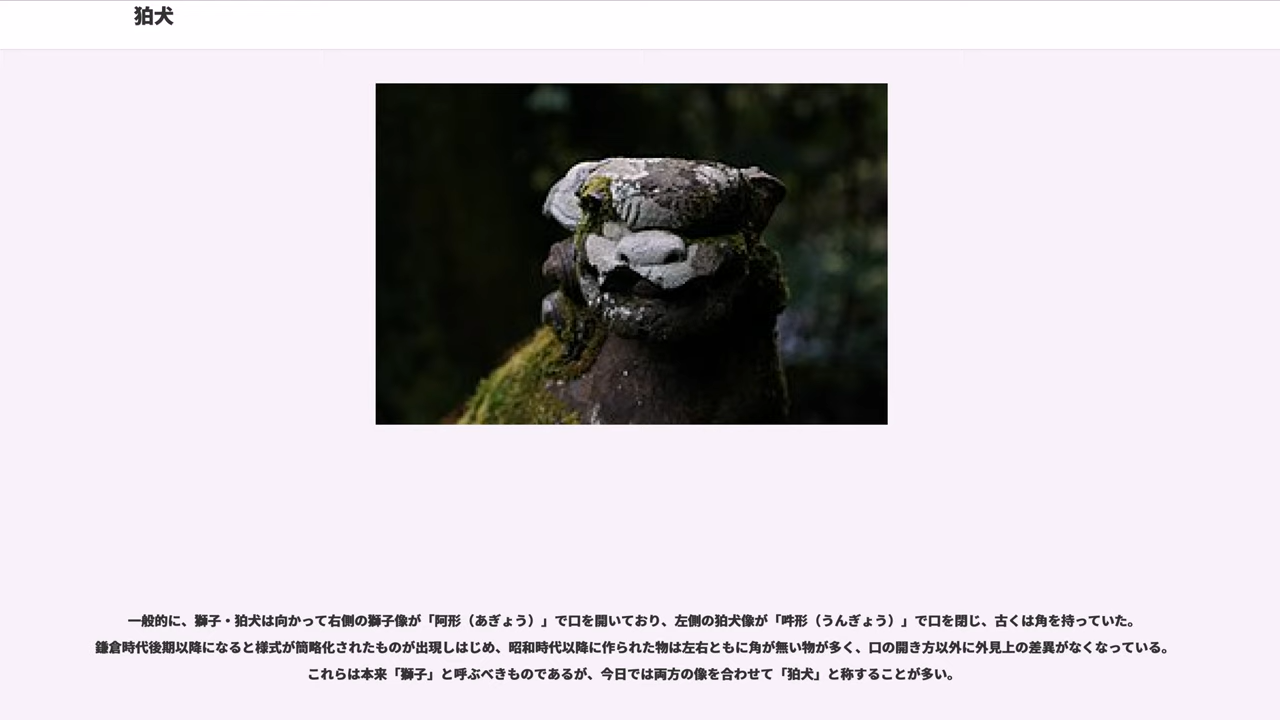 狛犬
一般的に、獅子・狛犬は向かって右側の獅子像が「阿形（あぎょう）」で口を開いており、左側の狛犬像が「吽形（うんぎょう）」で口を閉じ、古くは角を持っていた。
鎌倉時代後期以降になると様式が簡略化されたものが出現しはじめ、昭和時代以降に作られた物は左右ともに角が無い物が多く、口の開き方以外に外見上の差異がなくなっている。
これらは本来「獅子」と呼ぶべきものであるが、今日では両方の像を合わせて「狛犬」と称することが多い。